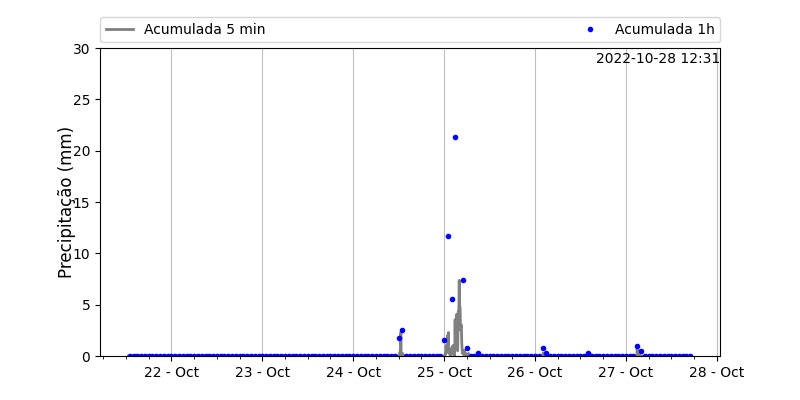 Acumulada 5 min
Acumulada 1h
2022-10-28 12:31
Precipitação (mm)
30
25
20
15
10
5
0
22 - Oct
23 - Oct
24 - Oct
25 - Oct
26 - Oct
27 - Oct
28 - Oct